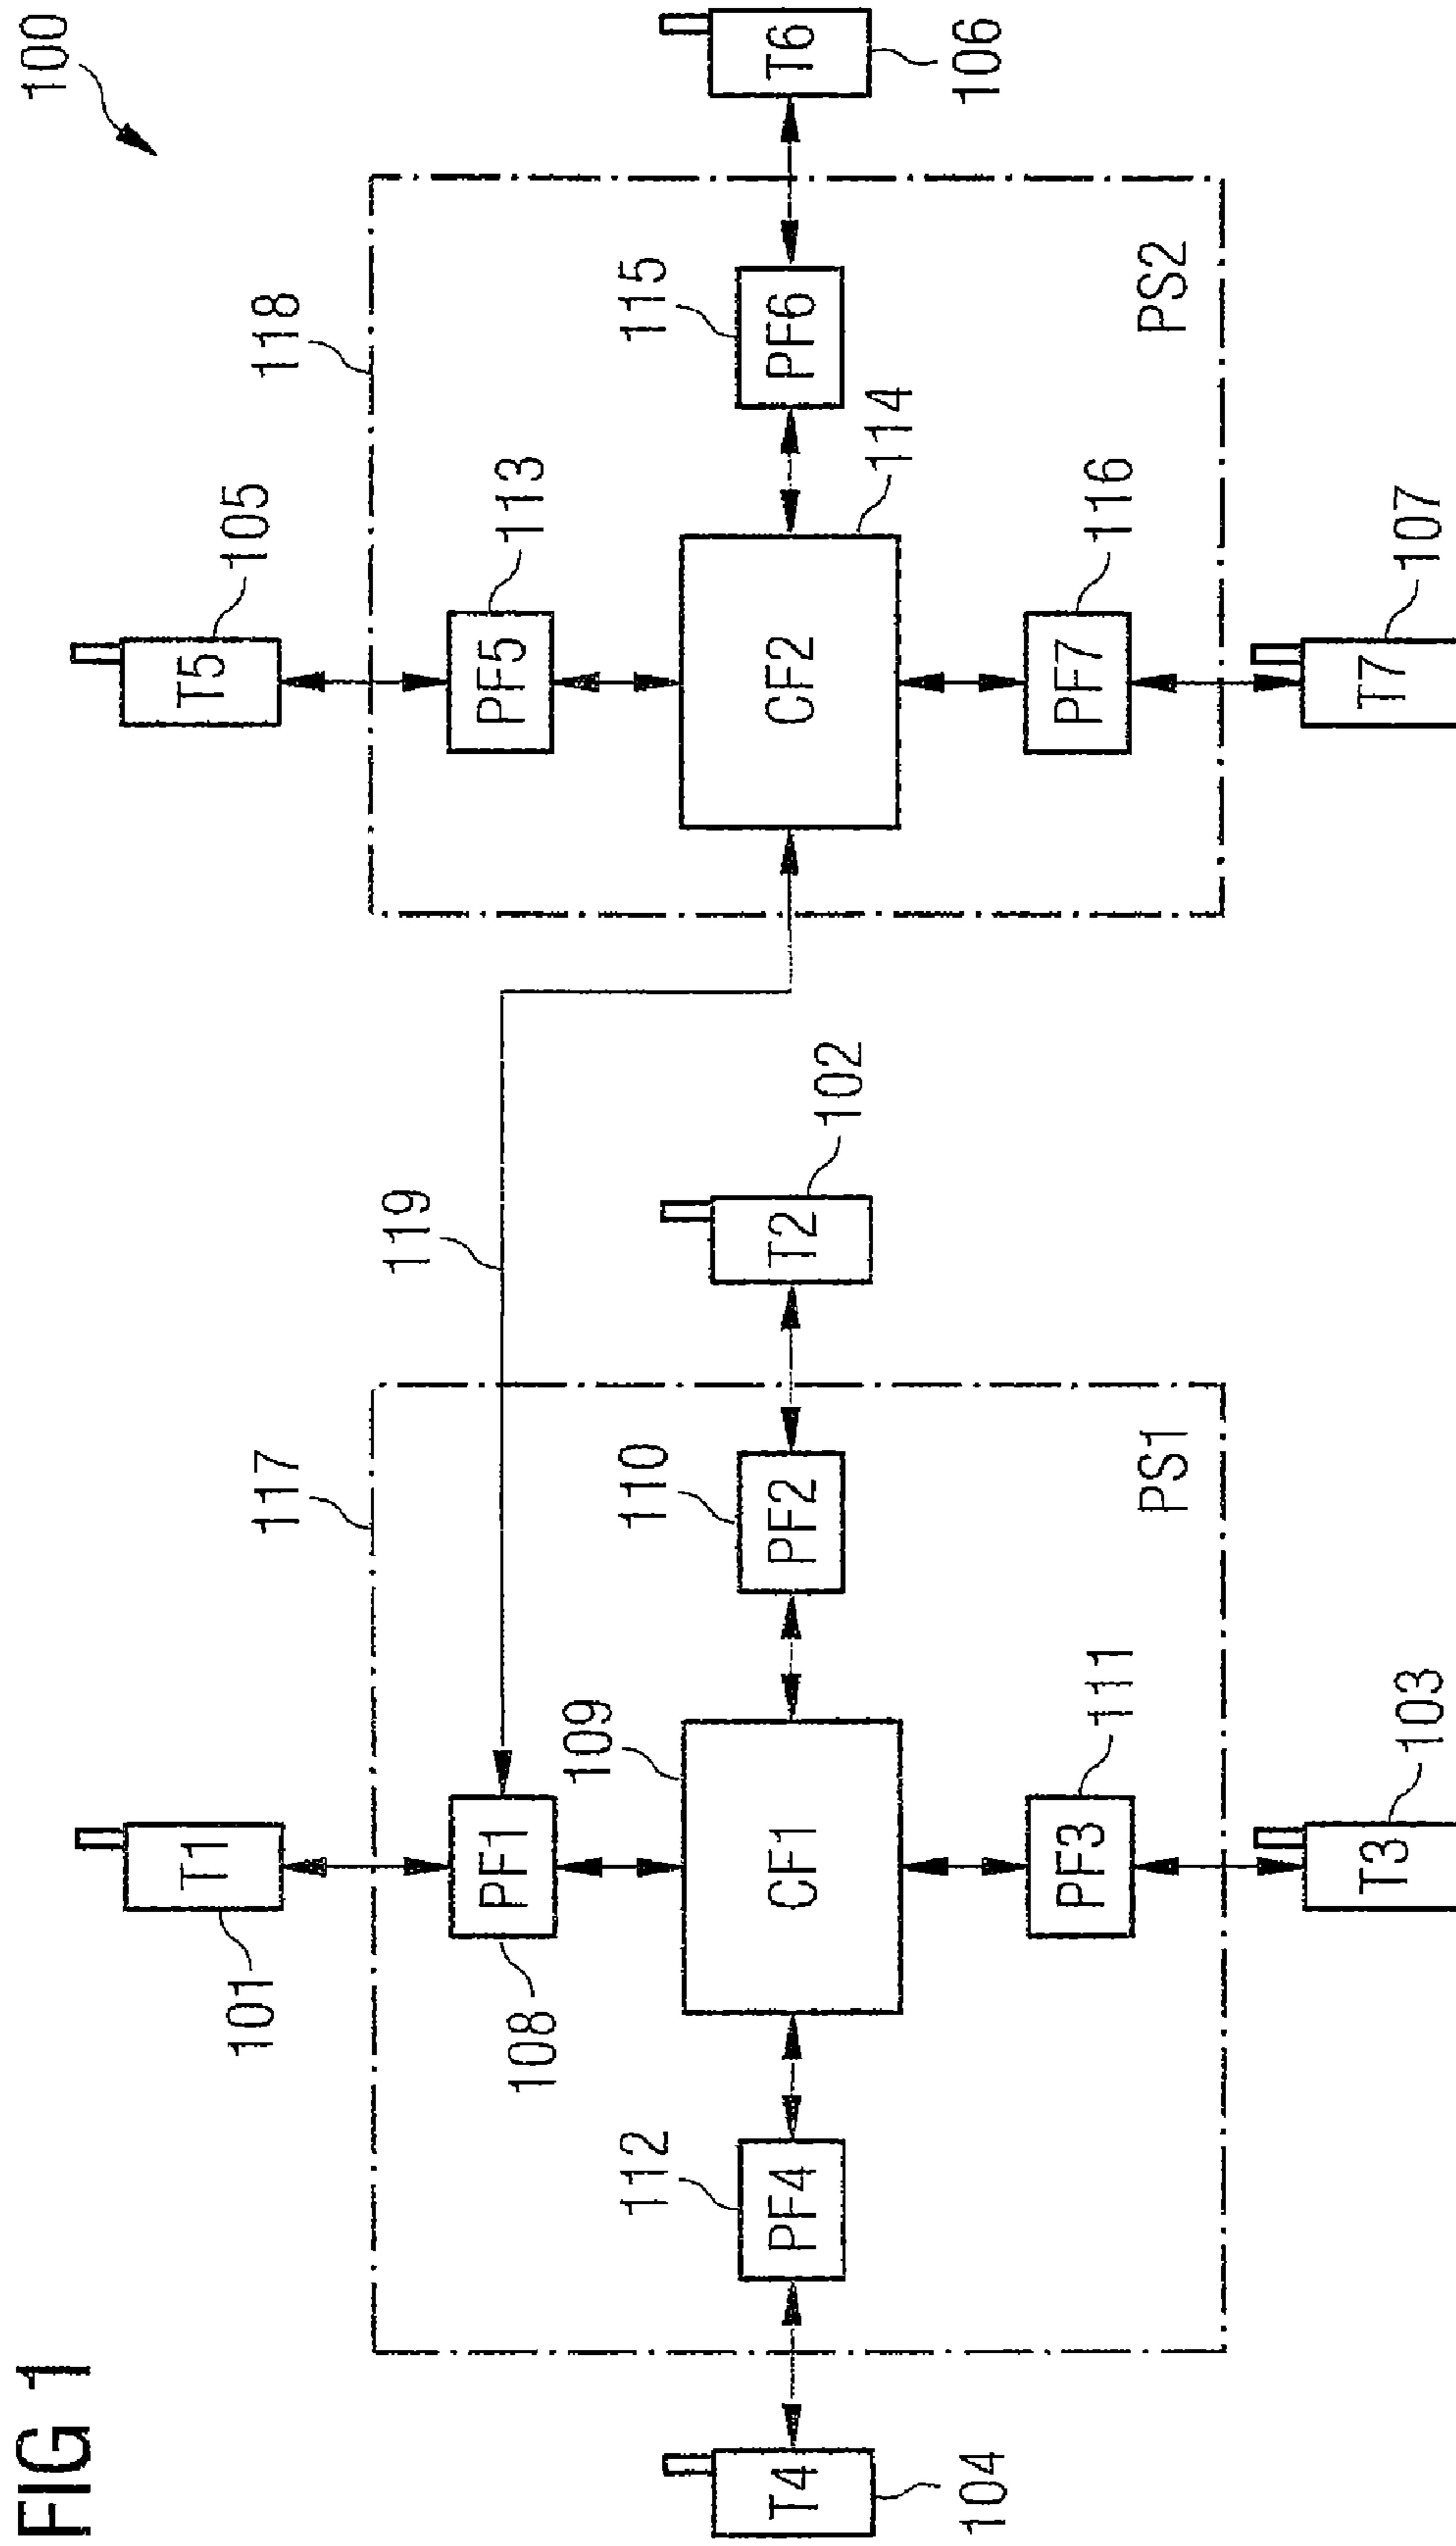 FIG 1
100
101
T1
105
T5
117
118
119
108
PF1
PF5
113
109
112
110
115
T4
104
PF4
CF1
PF2
T2
102
CF2
114
PF6
T6
106
PF3
111
PF7
116
PS1
PS2
T3
103
T7
107